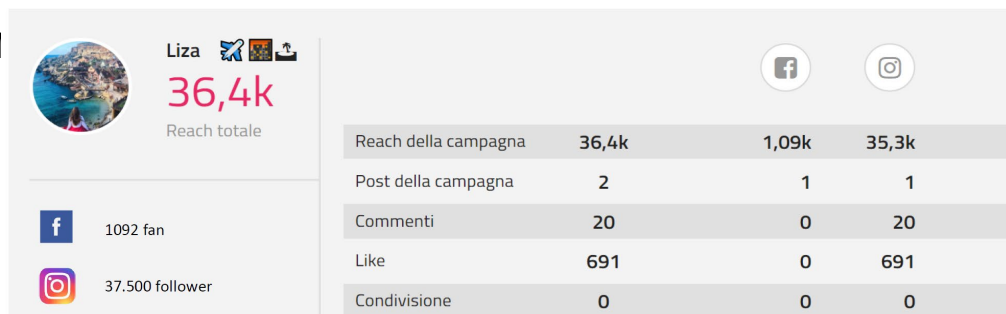 Liza
36,4k
Reach totale
Reach della campagna 36,4k 1,09k 35,3k
Post della campagna 2 1 1
Commenti 20 0 20
Like 691 0 691
Condivisione 0 0 0
1092 fan
37.500 follower